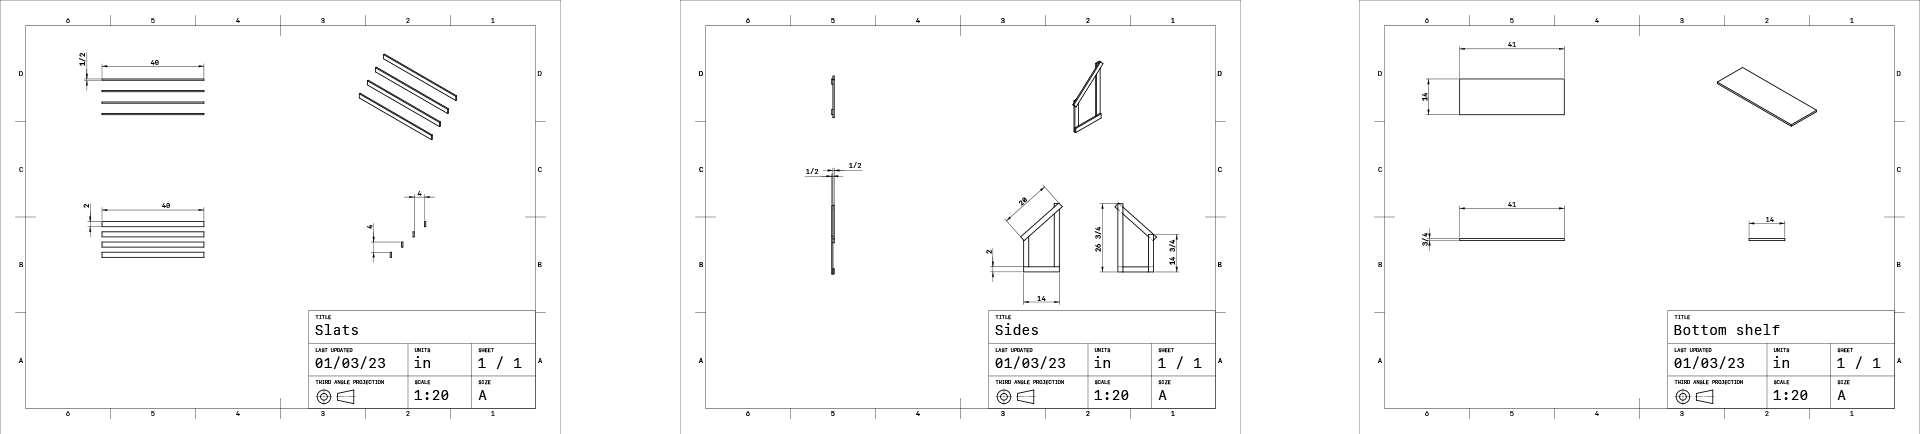 6 5 4 3 2 1
D D
C C
B B
A A
1/2
40
2
40
4
4
TITLE
Slats
LAST UPDATED UNITS SHEET
01/03/23 in 1 / 1
THIRD ANGLE PROJECTION SCALE SIZE
1:20 A
6 5 4 3 2 1
5 4 3 2 1
D D
C C
B B
A A
1/2
1/2
20
2
14
26 3/4
14 3/4
TITLE
Sides
LAST UPDATED UNITS SHEET
01/03/23 in 1 / 1
THIRD ANGLE PROJECTION SCALE SIZE
1:20 A
5 4 3 2 1
6 5 4 3 2 1
D D
C C
B B
A A
41
14
41
3/4
14
TITLE
Bottom shelf
LAST UPDATED UNITS SHEET
01/03/23 in 1 / 1
THIRD ANGLE PROJECTION SCALE SIZE
1:20 A
6 5 4 3 2 1